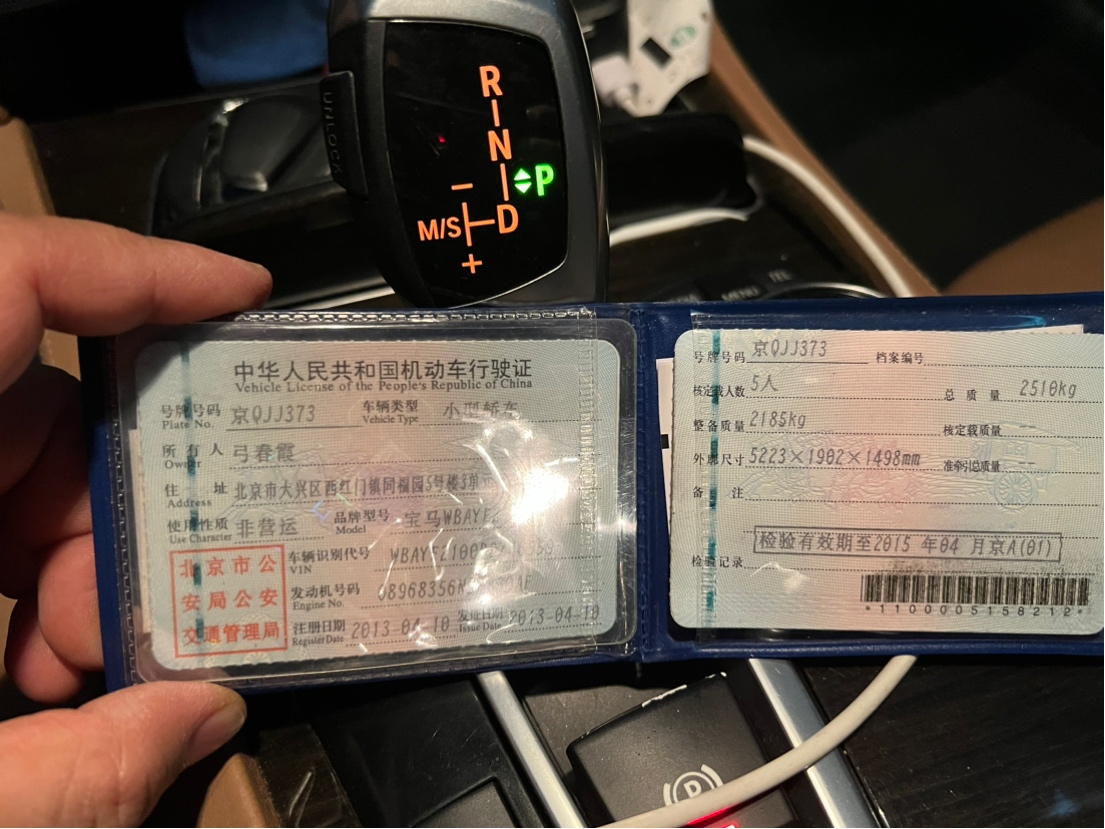 UNLOCK
R
N
P
−
M/S D
+
MENU TEL
中华人民共和国机动车行驶证
Vehicle License of the People's Republic of China
号牌号码 京QJJ373 车辆类型 小型轿车
Plate No. Vehicle Type
所有人 弓春霞
Owner
住址 北京市大兴区西红门镇同福园5号楼3单
Address
使用性质 非营运 品牌型号 宝马WBAY
Use Character Model
北京市公
安局公安
交通管理局
车辆识别代号
VIN
发动机号码
Engine No.
注册日期 2013-04-10 发证日期 2013-04-10
Register Date Issue Date
号牌号码 京QJJ373 档案编号
核定载人数 5人 总质量 2510kg
整备质量 2185kg 核定载质量 --
外廓尺寸 5223×1902×1498mm 准牵引总质量 --
备注
检验有效期至2015年04月京A(01)
检验记录
*1100005158212*
P